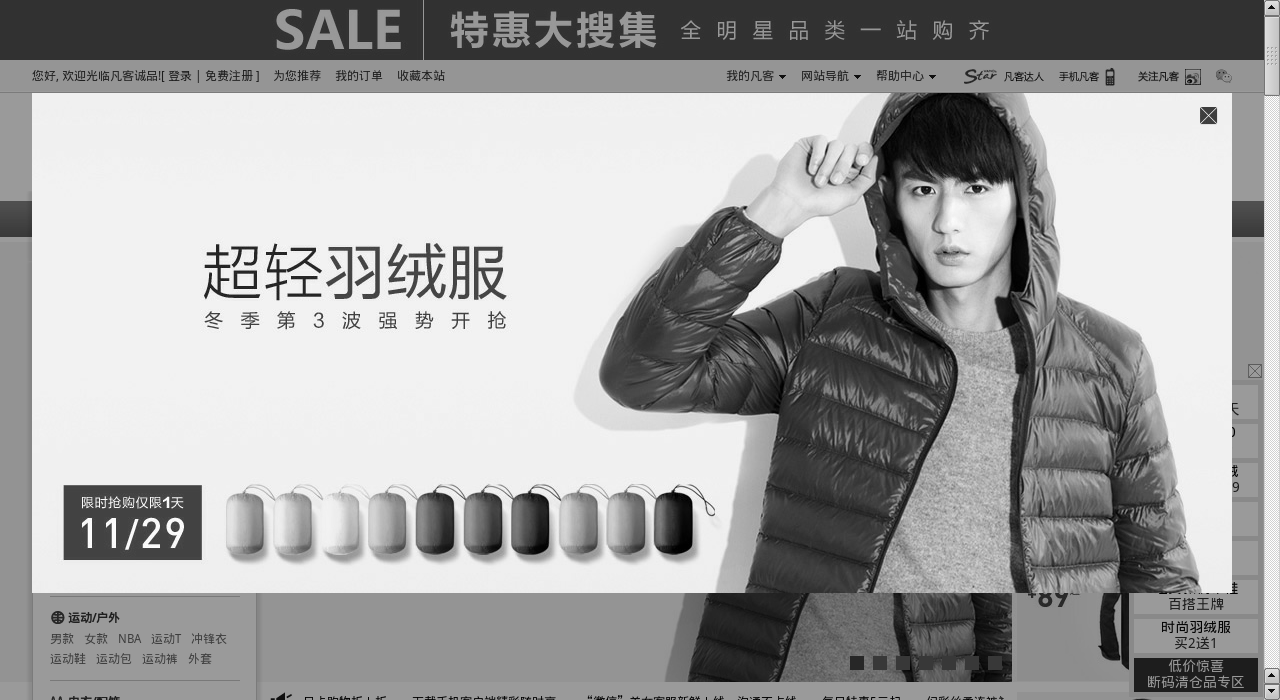 SALE 特惠大搜集 全明星品类一站购齐
您好, 欢迎光临凡客诚品![ 登录 | 免费注册 ] 为您推荐 我的订单 收藏本站 我的凡客 网站导航 帮助中心 Star 凡客达人 手机凡客 关注凡客
超轻羽绒服
冬季第3波强势开抢
限时抢购仅限1天
11/29
运动/户外
男款 女款 NBA 运动T 冲锋衣
运动鞋 运动包 运动裤 外套
89
百搭王牌
时尚羽绒服
买2送1
低价惊喜
断码清仓品专区